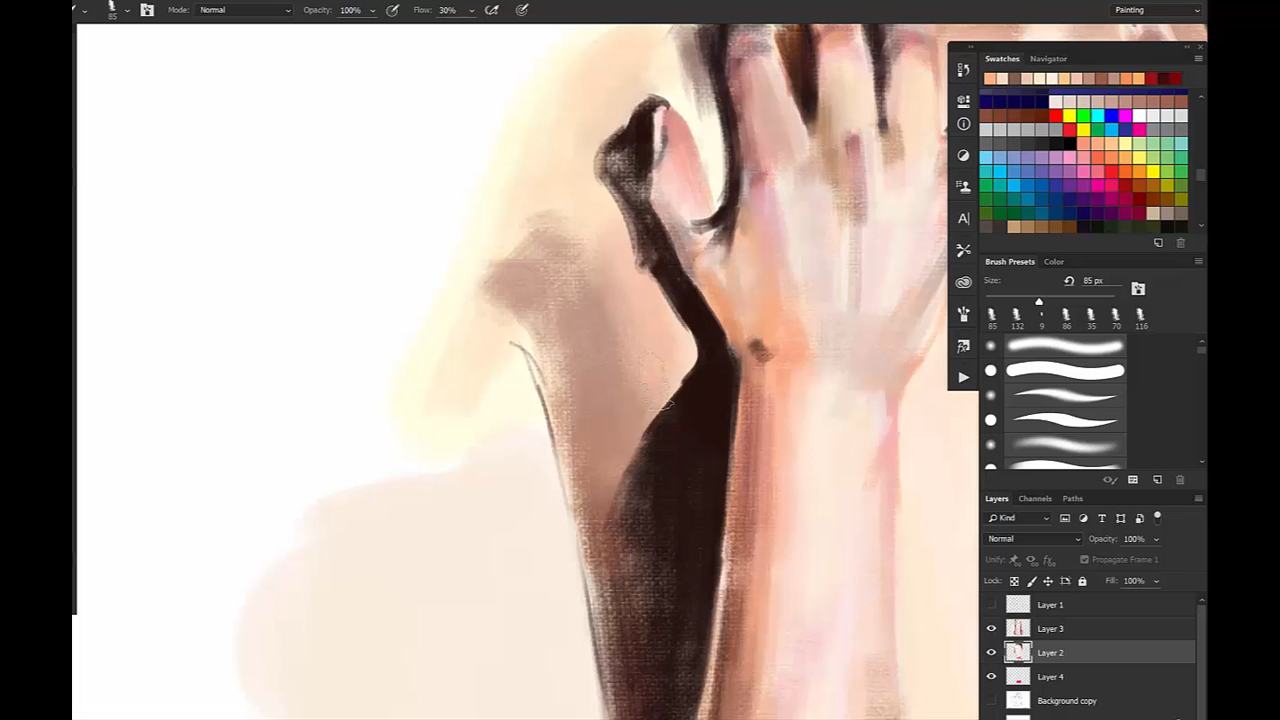 85 Mode: Normal Opacity: 100% Flow: 30% Painting
Swatches Navigator
Brush Presets Color
Size: 85 px
85 132 9 86 35 70 116
Layers Channels Paths
Kind
Normal Opacity: 100%
Unify: Propagate Frame 1
Lock: Fill: 100%
Layer 1
Layer 3
Layer 2
Layer 4
Background copy